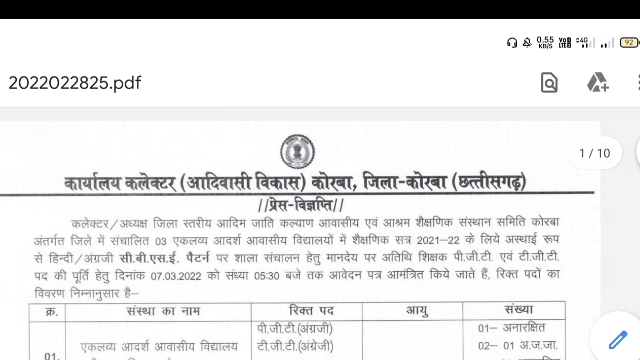 0.55 KB/S VoB LTEB 4G 92
2022022825.pdf
1 / 10
कार्यालय कलेक्टर (आदिवासी विकास) कोरबा, जिला-कोरबा (छत्तीसगढ़)
//प्रेस-विज्ञप्ति//
कलेक्टर/अध्यक्ष जिला स्तरीय आदिम जाति कल्याण आवासीय एवं आश्रम शैक्षणिक संस्थान समिति कोरबा
अंतर्गत जिले में संचालित 03 एकलव्य आदर्श आवासीय विद्यालयों में शैक्षणिक सत्र 2021-22 के लिये अस्थाई रूप
से हिन्दी/अंग्रजी सी.बी.एस.ई. पैटर्न पर शाला संचालन हेतु मानदेय पर अतिथि शिक्षक पी.जी.टी. एवं टी.जी.टी.
पद की पूर्ति हेतु दिनांक 07.03.2022 को संध्या 05:30 बजे तक आवेदन पत्र आमंत्रित किये जाते हैं, रिक्त पदों का
विवरण निम्नानुसार है–
क्र. संस्था का नाम रिक्त पद आयु संख्या
पी.जी.टी.(अंग्रजी) 01- अनारक्षित
01. एकलव्य आदर्श आवासीय विद्यालय टी.जी.टी.(अंग्रेजी) 02- 01 अ.ज.जा.